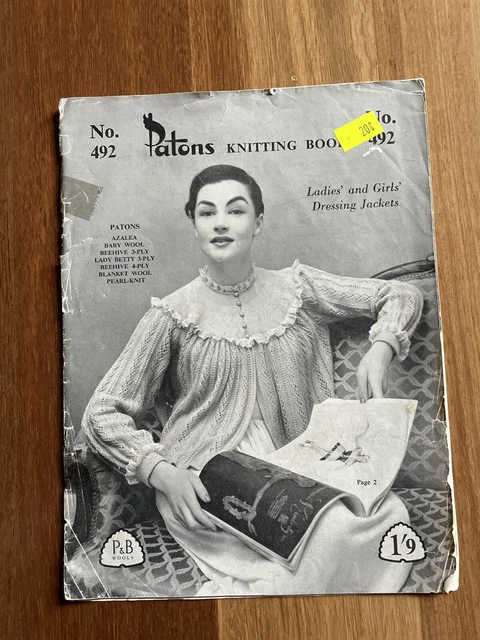 No.
492
Patons KNITTING BOO
No.
492
20¢
Ladies' and Girls'
Dressing Jackets
PATONS
AZALEA
BABY WOOL
BEEHIVE 3-PLY
LADY BETTY 3-PLY
BEEHIVE 4-PLY
BLANKET WOOL
PEARL-KNIT
Page 2
P&B
WOOLS
1'9